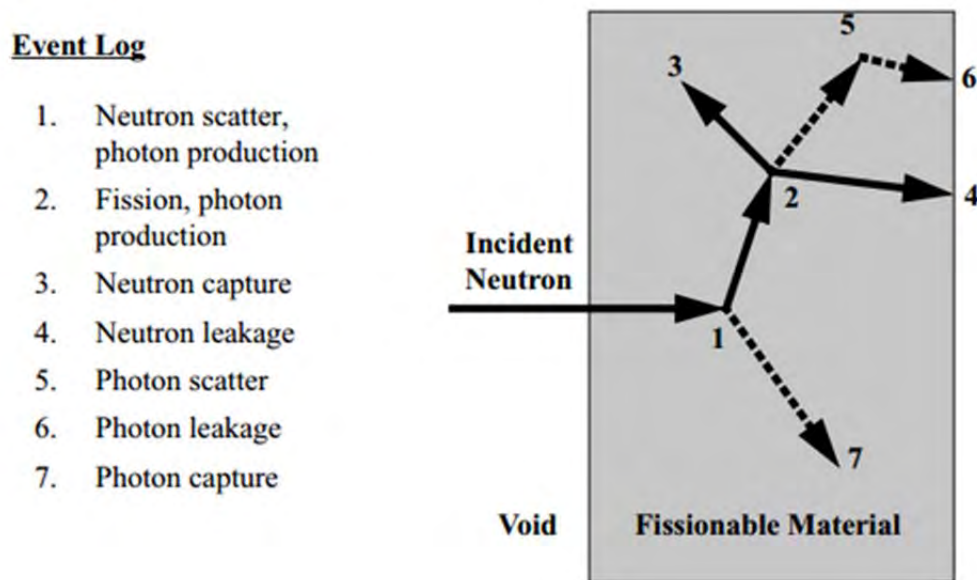 Event Log
1. Neutron scatter,
photon production
2. Fission, photon
production
3. Neutron capture
4. Neutron leakage
5. Photon scatter
6. Photon leakage
7. Photon capture
Incident
Neutron
5
3
6
2
4
1
7
Void
Fissionable Material